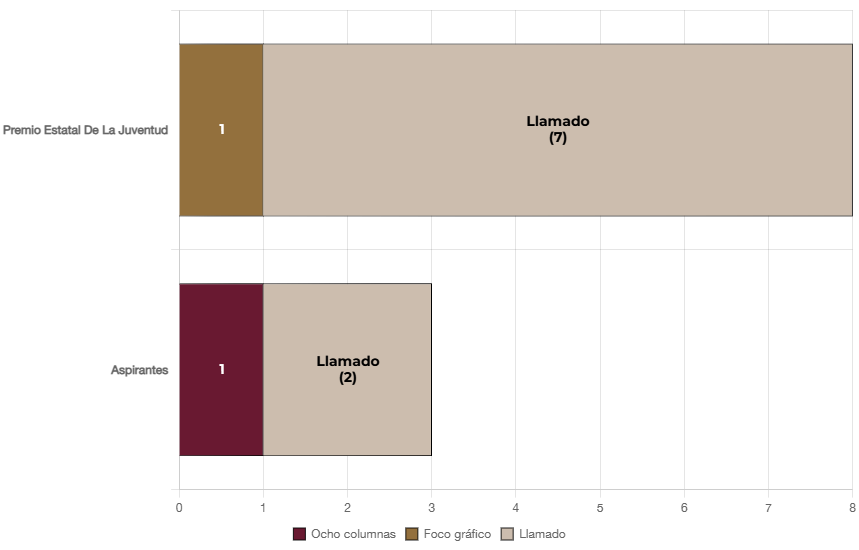 Premio Estatal De La Juventud
1
Llamado
(7)
Aspirantes
1
Llamado
(2)
0 1 2 3 4 5 6 7 8
Ocho columnas Foco gráfico Llamado